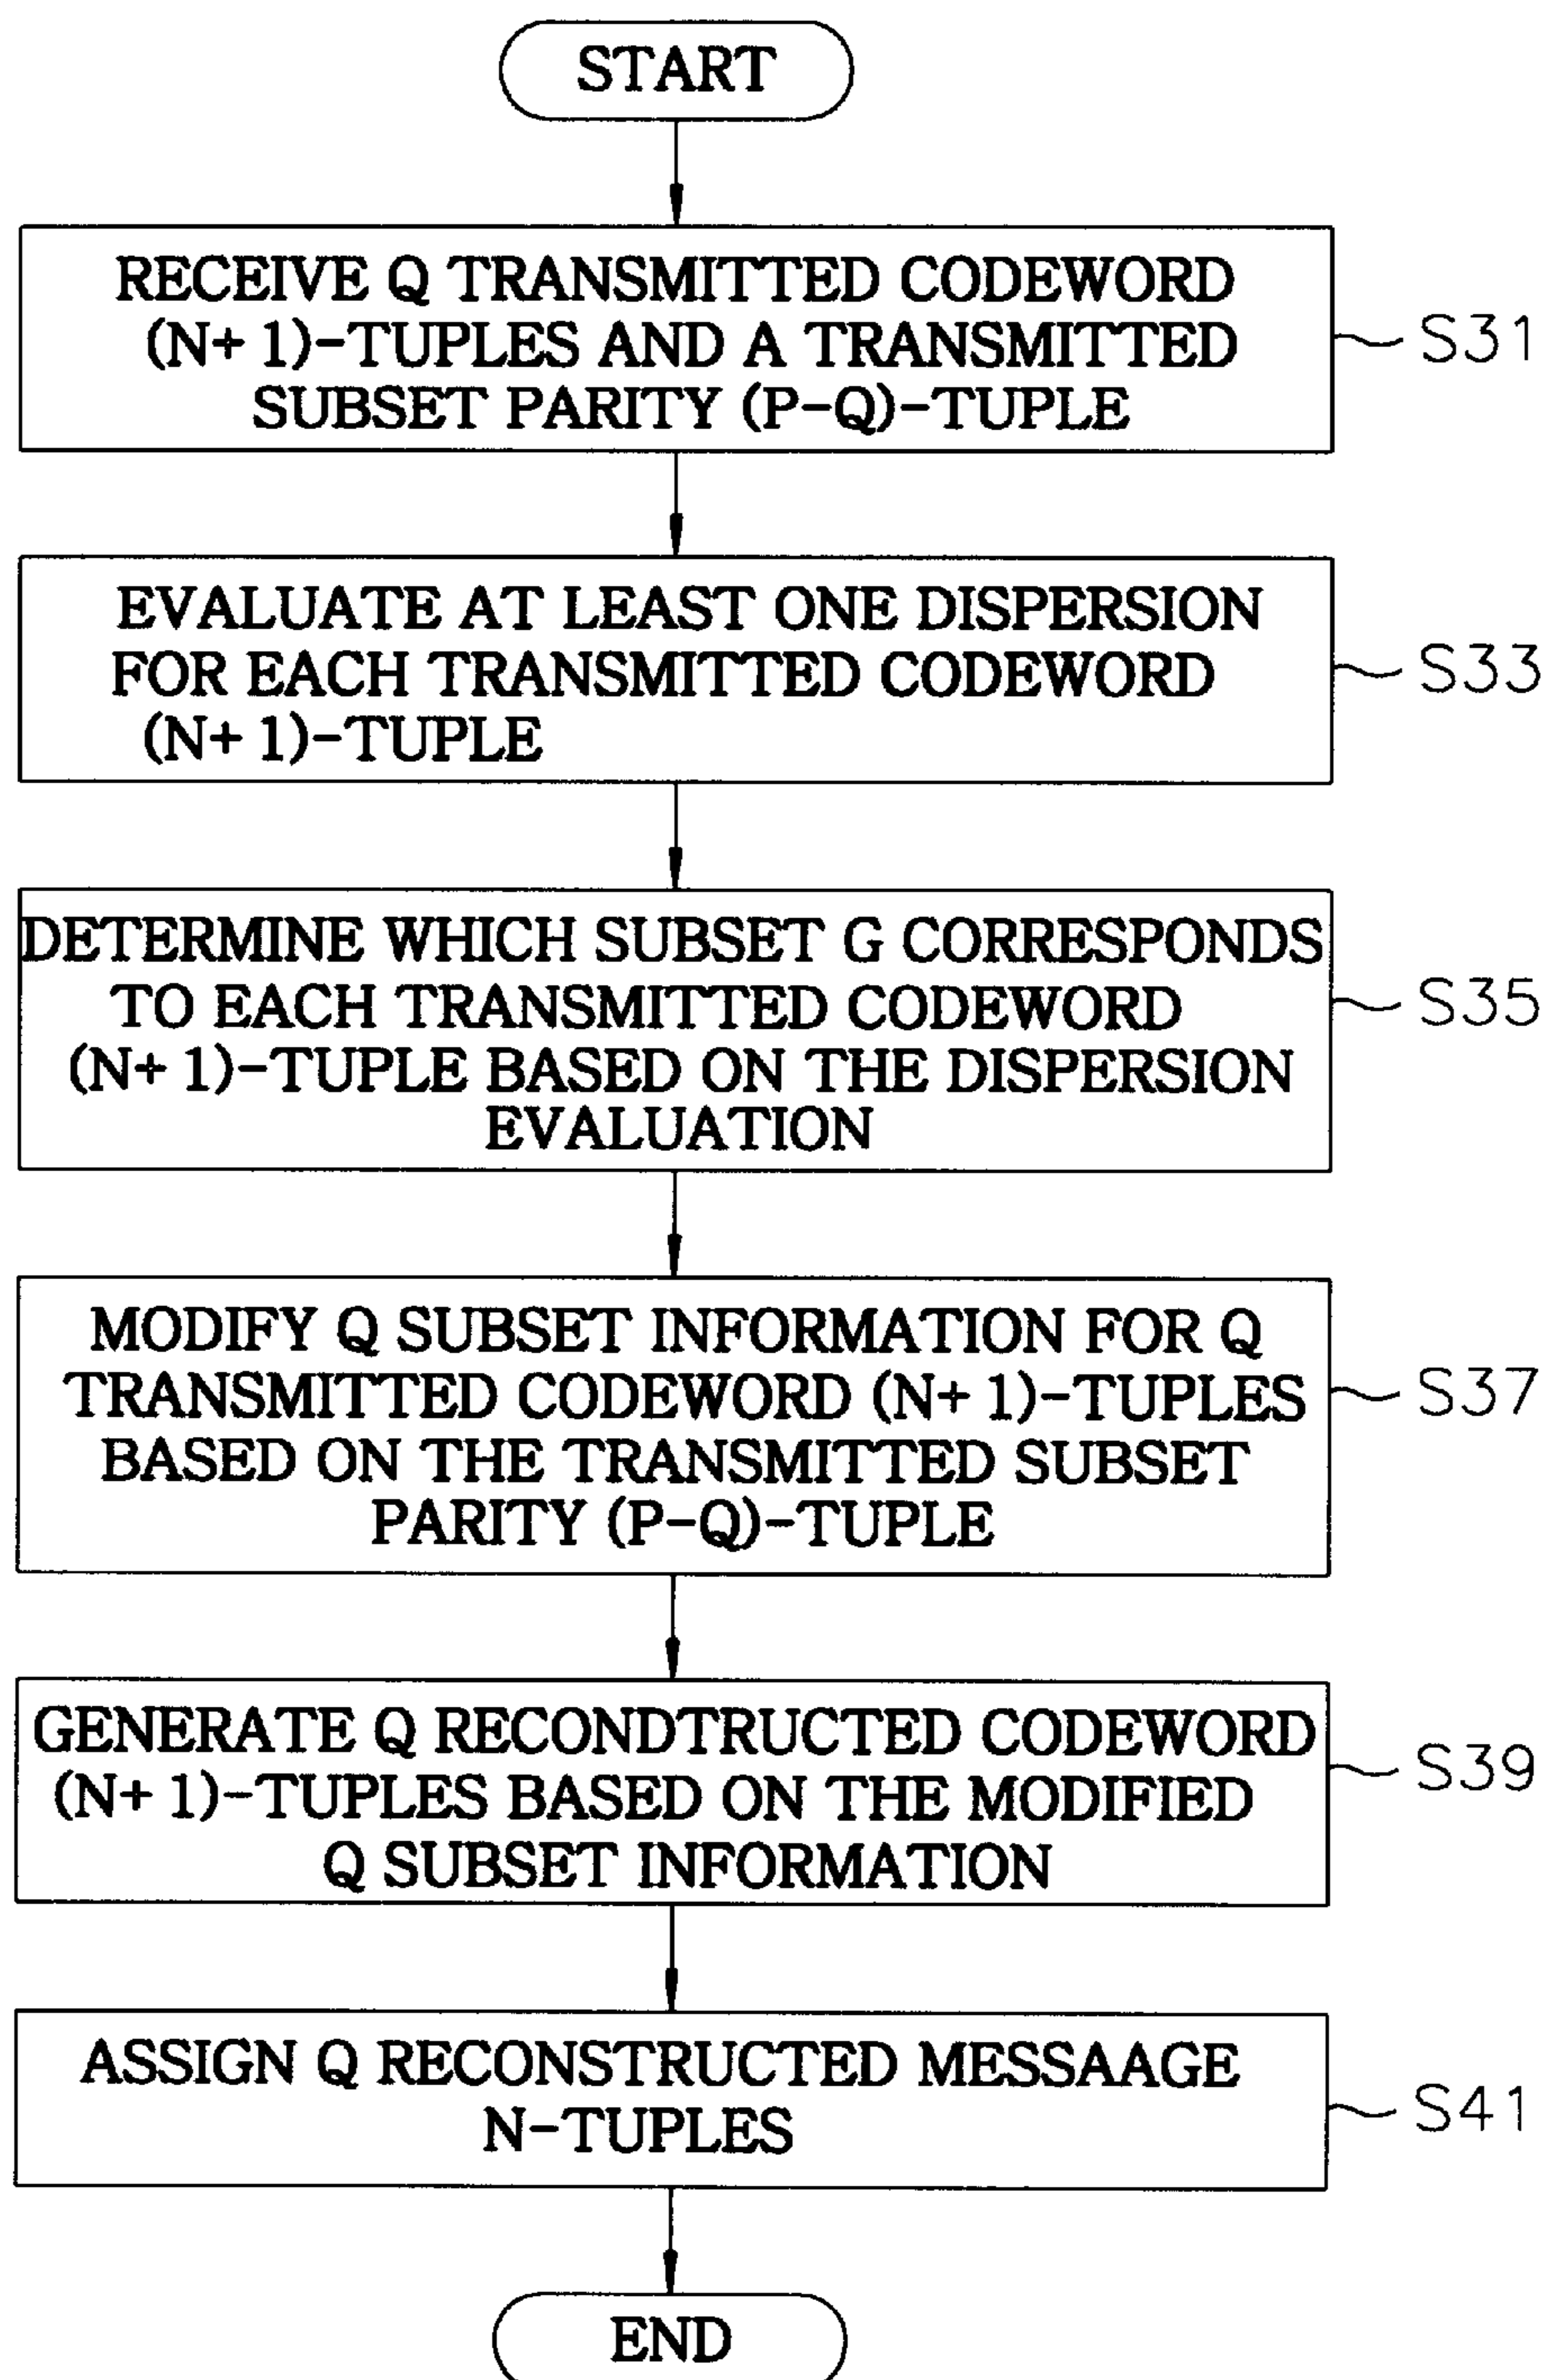 START
RECEIVE Q TRANSMITTED CODEWORD
(N+1)-TUPLES AND A TRANSMITTED
SUBSET PARITY (P-Q)-TUPLE
S31
EVALUATE AT LEAST ONE DISPERSION
FOR EACH TRANSMITTED CODEWORD
(N+1)-TUPLE
S33
DETERMINE WHICH SUBSET G CORRESPONDS
TO EACH TRANSMITTED CODEWORD
(N+1)-TUPLE BASED ON THE DISPERSION
EVALUATION
S35
MODIFY Q SUBSET INFORMATION FOR Q
TRANSMITTED CODEWORD (N+1)-TUPLES
BASED ON THE TRANSMITTED SUBSET
PARITY (P-Q)-TUPLE
S37
GENERATE Q RECONDTRUCTED CODEWORD
(N+1)-TUPLES BASED ON THE MODIFIED
Q SUBSET INFORMATION
S39
ASSIGN Q RECONSTRUCTED MESSAAGE
N-TUPLES
S41
END